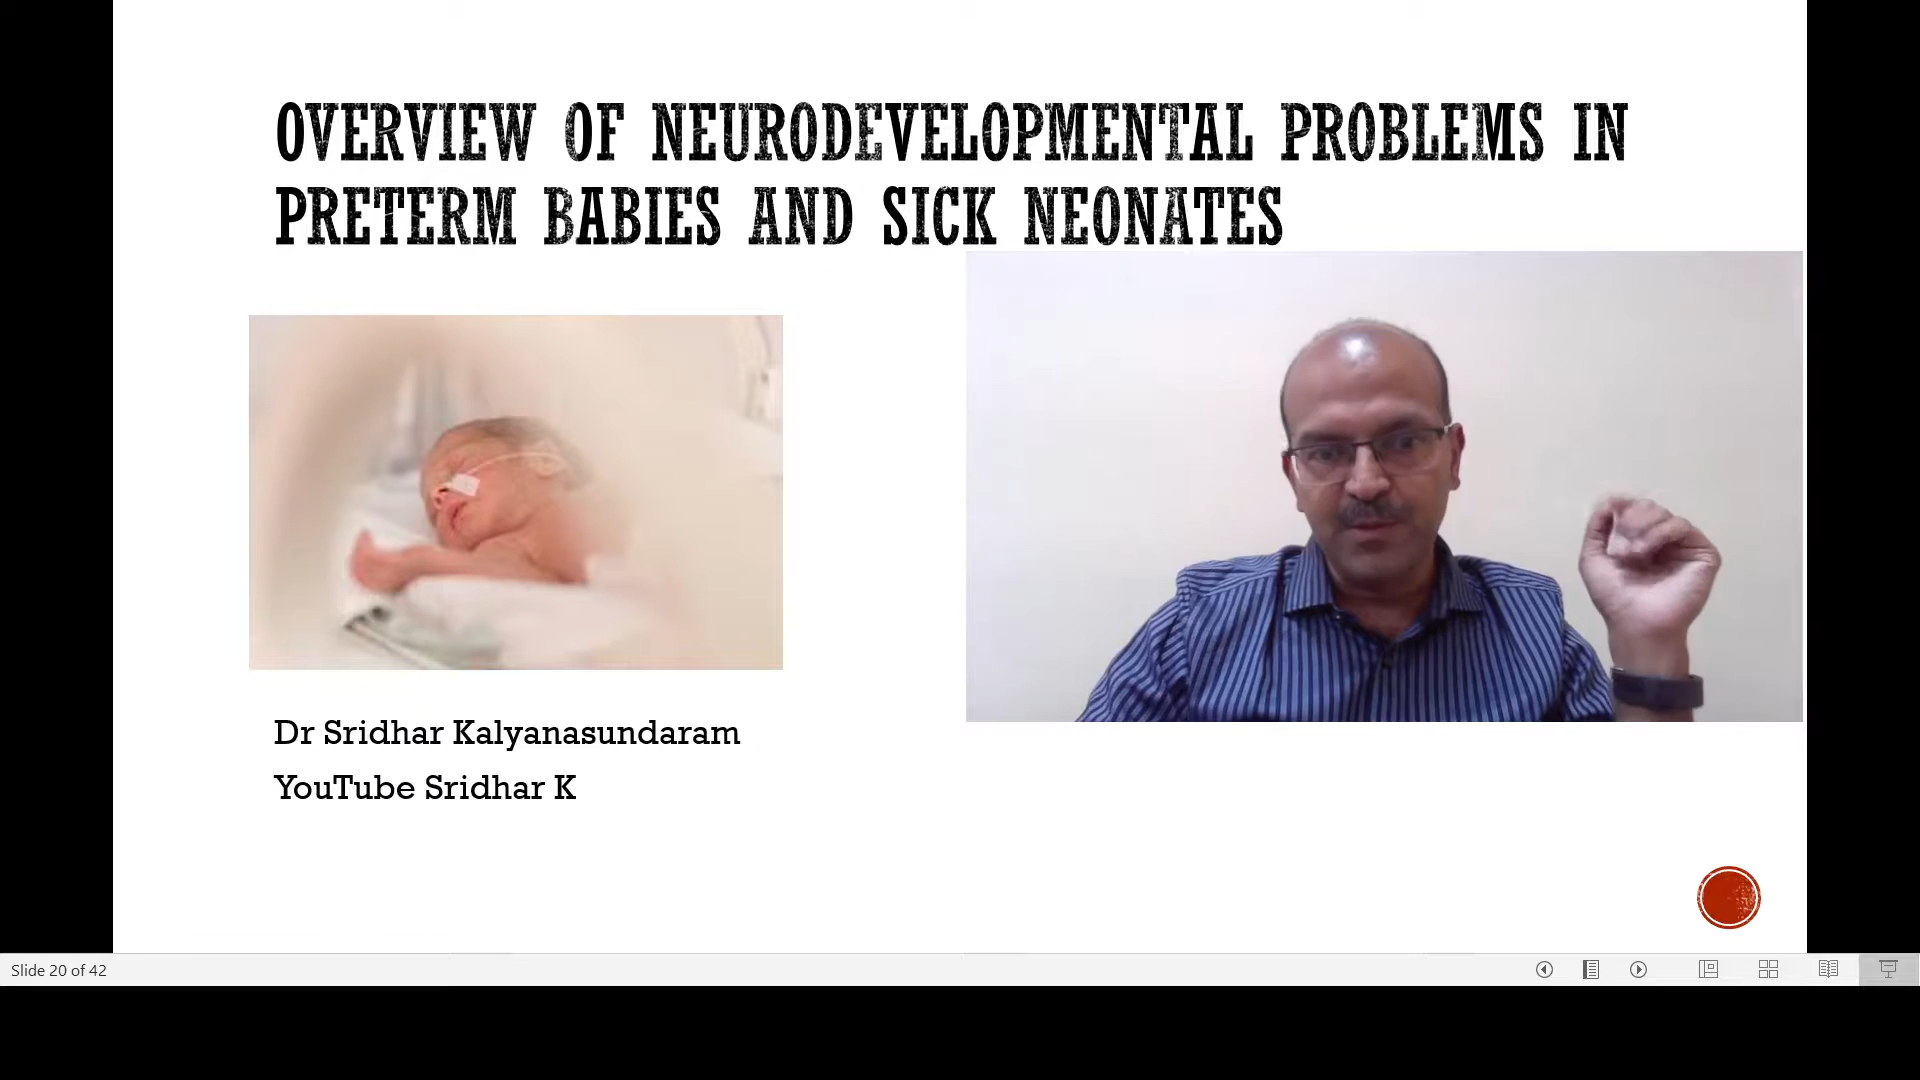 OVERVIEW OF NEURODEVELOPMENTAL PROBLEMS IN
PRETERM BABIES AND SICK NEONATES
Dr Sridhar Kalyanasundaram
YouTube Sridhar K
Slide 20 of 42